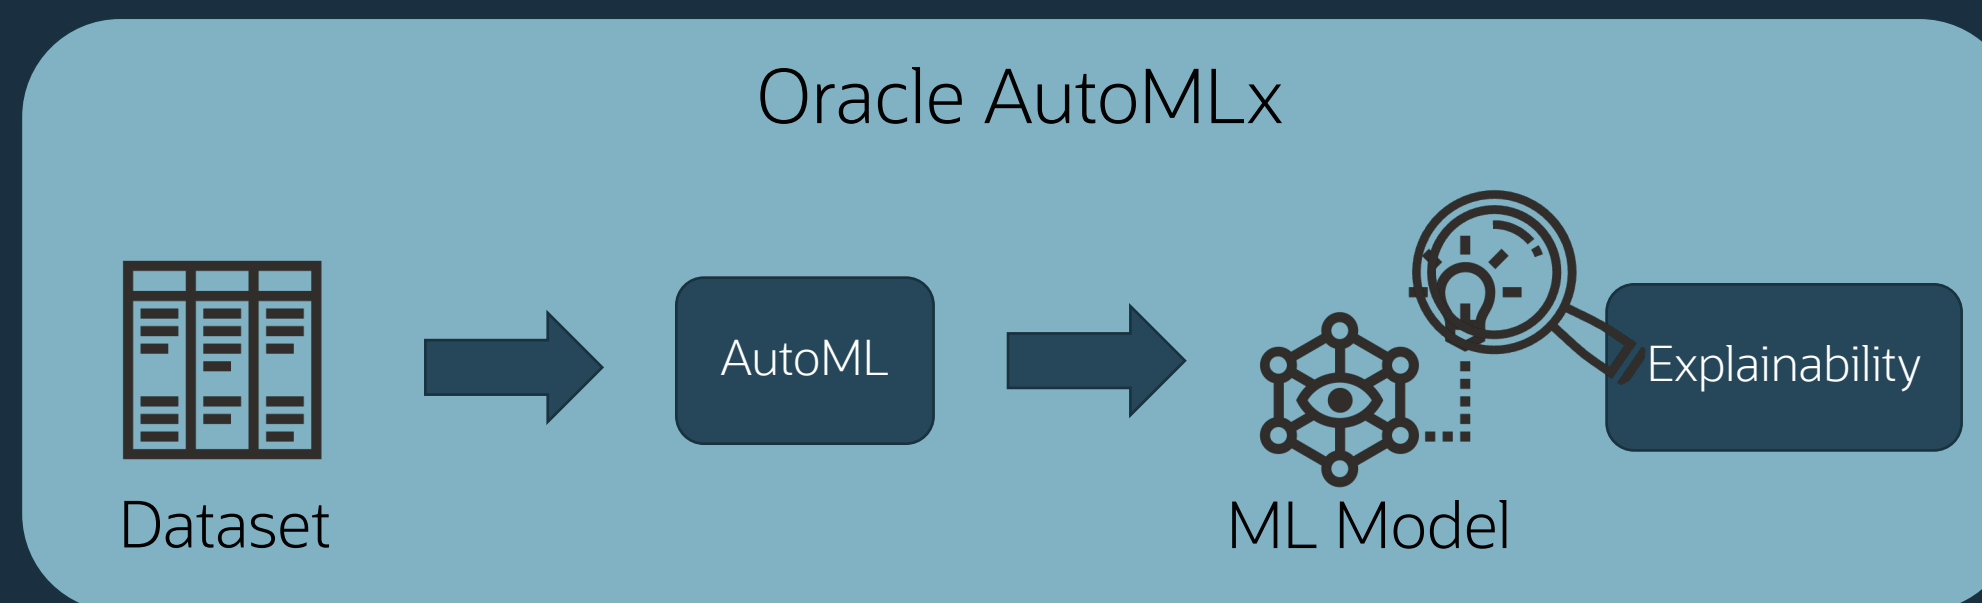 Oracle AutoMLx
AutoML
Explainability
Dataset
ML Model